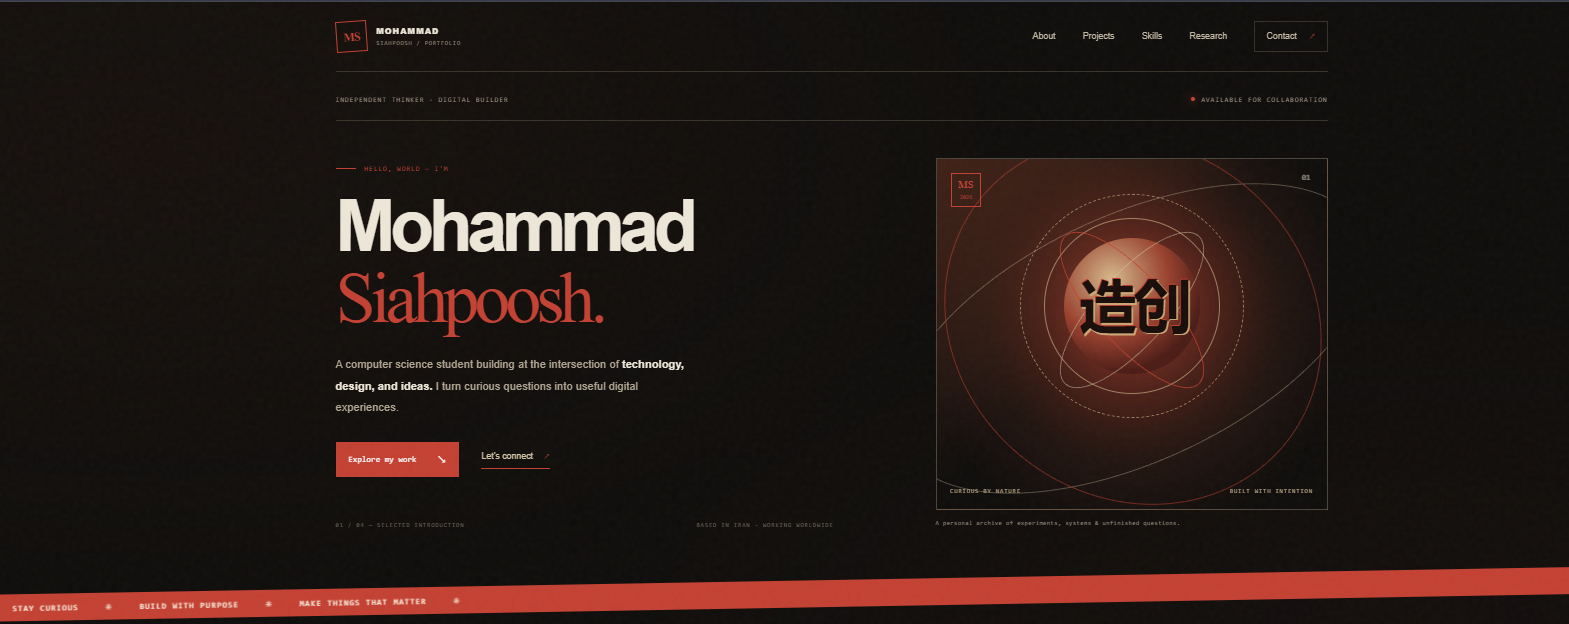 MS
MOHAMMAD
SIAHPOOSH / PORTFOLIO
About
Projects
Skills
Research
Contact ↗
INDEPENDENT THINKER · DIGITAL BUILDER
AVAILABLE FOR COLLABORATION
HELLO, WORLD — I'M
Mohammad
Siahpoosh.
A computer science student building at the intersection of technology,
design, and ideas. I turn curious questions into useful digital
experiences.
Explore my work ↘
Let's connect ↗
01 / 04 — SELECTED INTRODUCTION
BASED IN IRAN · WORKING WORLDWIDE
MS
01
造创
CURIOUS BY NATURE
BUILT WITH INTENTION
A personal archive of experiments, systems & unfinished questions.
STAY CURIOUS
BUILD WITH PURPOSE
MAKE THINGS THAT MATTER